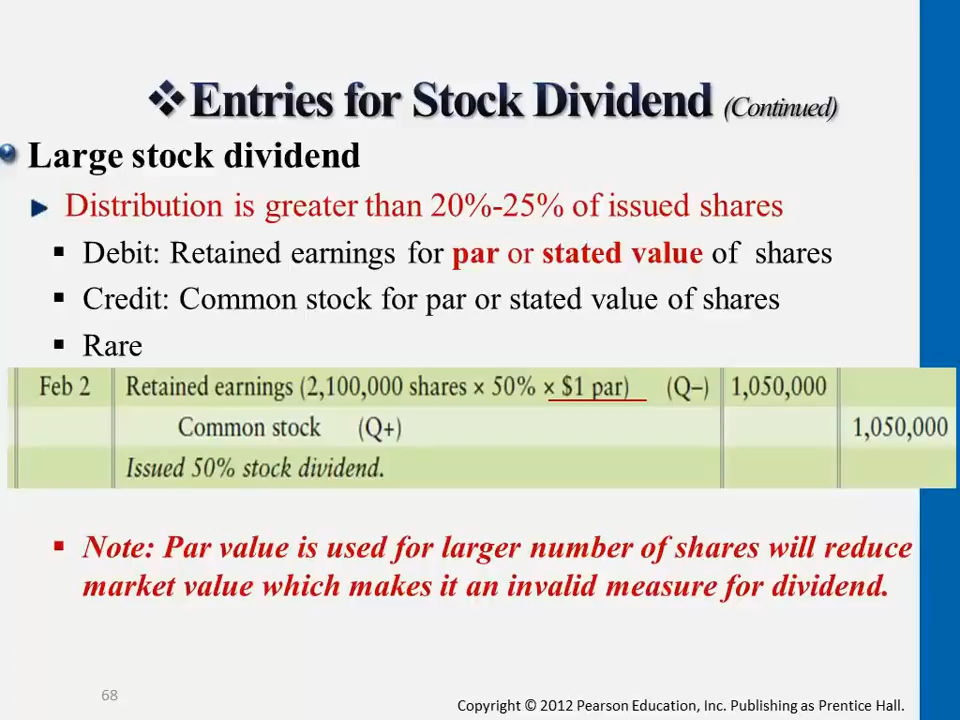 ❖Entries for Stock Dividend (Continued)
Large stock dividend
Distribution is greater than 20%-25% of issued shares
▪ Debit: Retained earnings for par or stated value of shares
▪ Credit: Common stock for par or stated value of shares
▪ Rare
Feb 2 Retained earnings (2,100,000 shares × 50% × $1 par) (Q–) 1,050,000
Common stock (Q+) 1,050,000
Issued 50% stock dividend.
▪ Note: Par value is used for larger number of shares will reduce
market value which makes it an invalid measure for dividend.
68
Copyright © 2012 Pearson Education, Inc. Publishing as Prentice Hall.